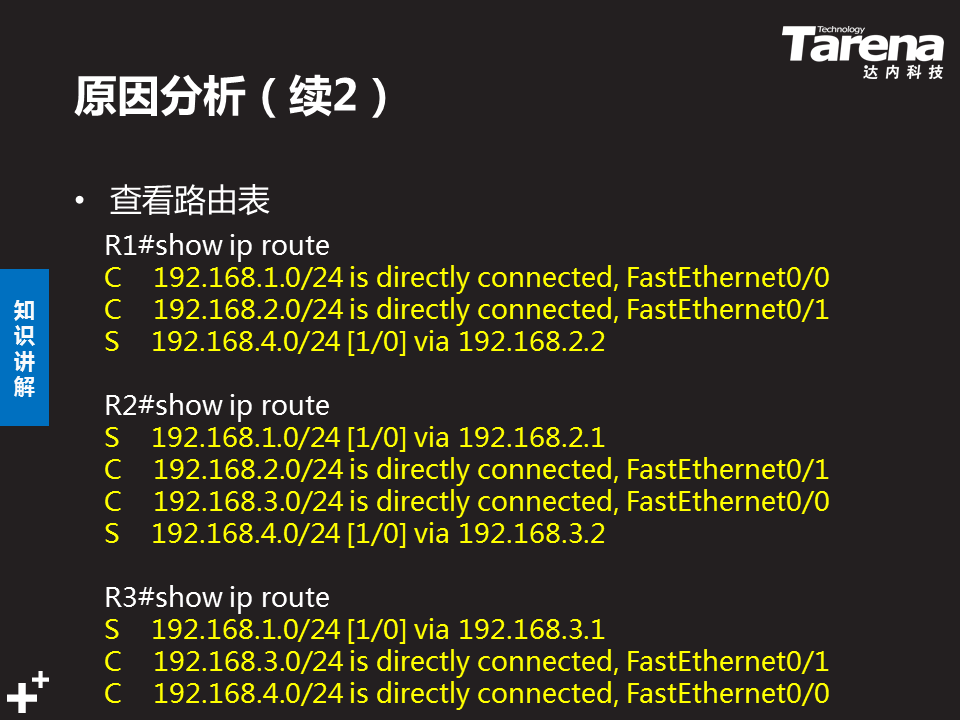 Technology
Tarena
达内科技
原因分析（续2）
• 查看路由表
R1#show ip route
C 192.168.1.0/24 is directly connected, FastEthernet0/0
C 192.168.2.0/24 is directly connected, FastEthernet0/1
S 192.168.4.0/24 [1/0] via 192.168.2.2
R2#show ip route
S 192.168.1.0/24 [1/0] via 192.168.2.1
C 192.168.2.0/24 is directly connected, FastEthernet0/1
C 192.168.3.0/24 is directly connected, FastEthernet0/0
S 192.168.4.0/24 [1/0] via 192.168.3.2
R3#show ip route
S 192.168.1.0/24 [1/0] via 192.168.3.1
C 192.168.3.0/24 is directly connected, FastEthernet0/1
C 192.168.4.0/24 is directly connected, FastEthernet0/0
知识讲解